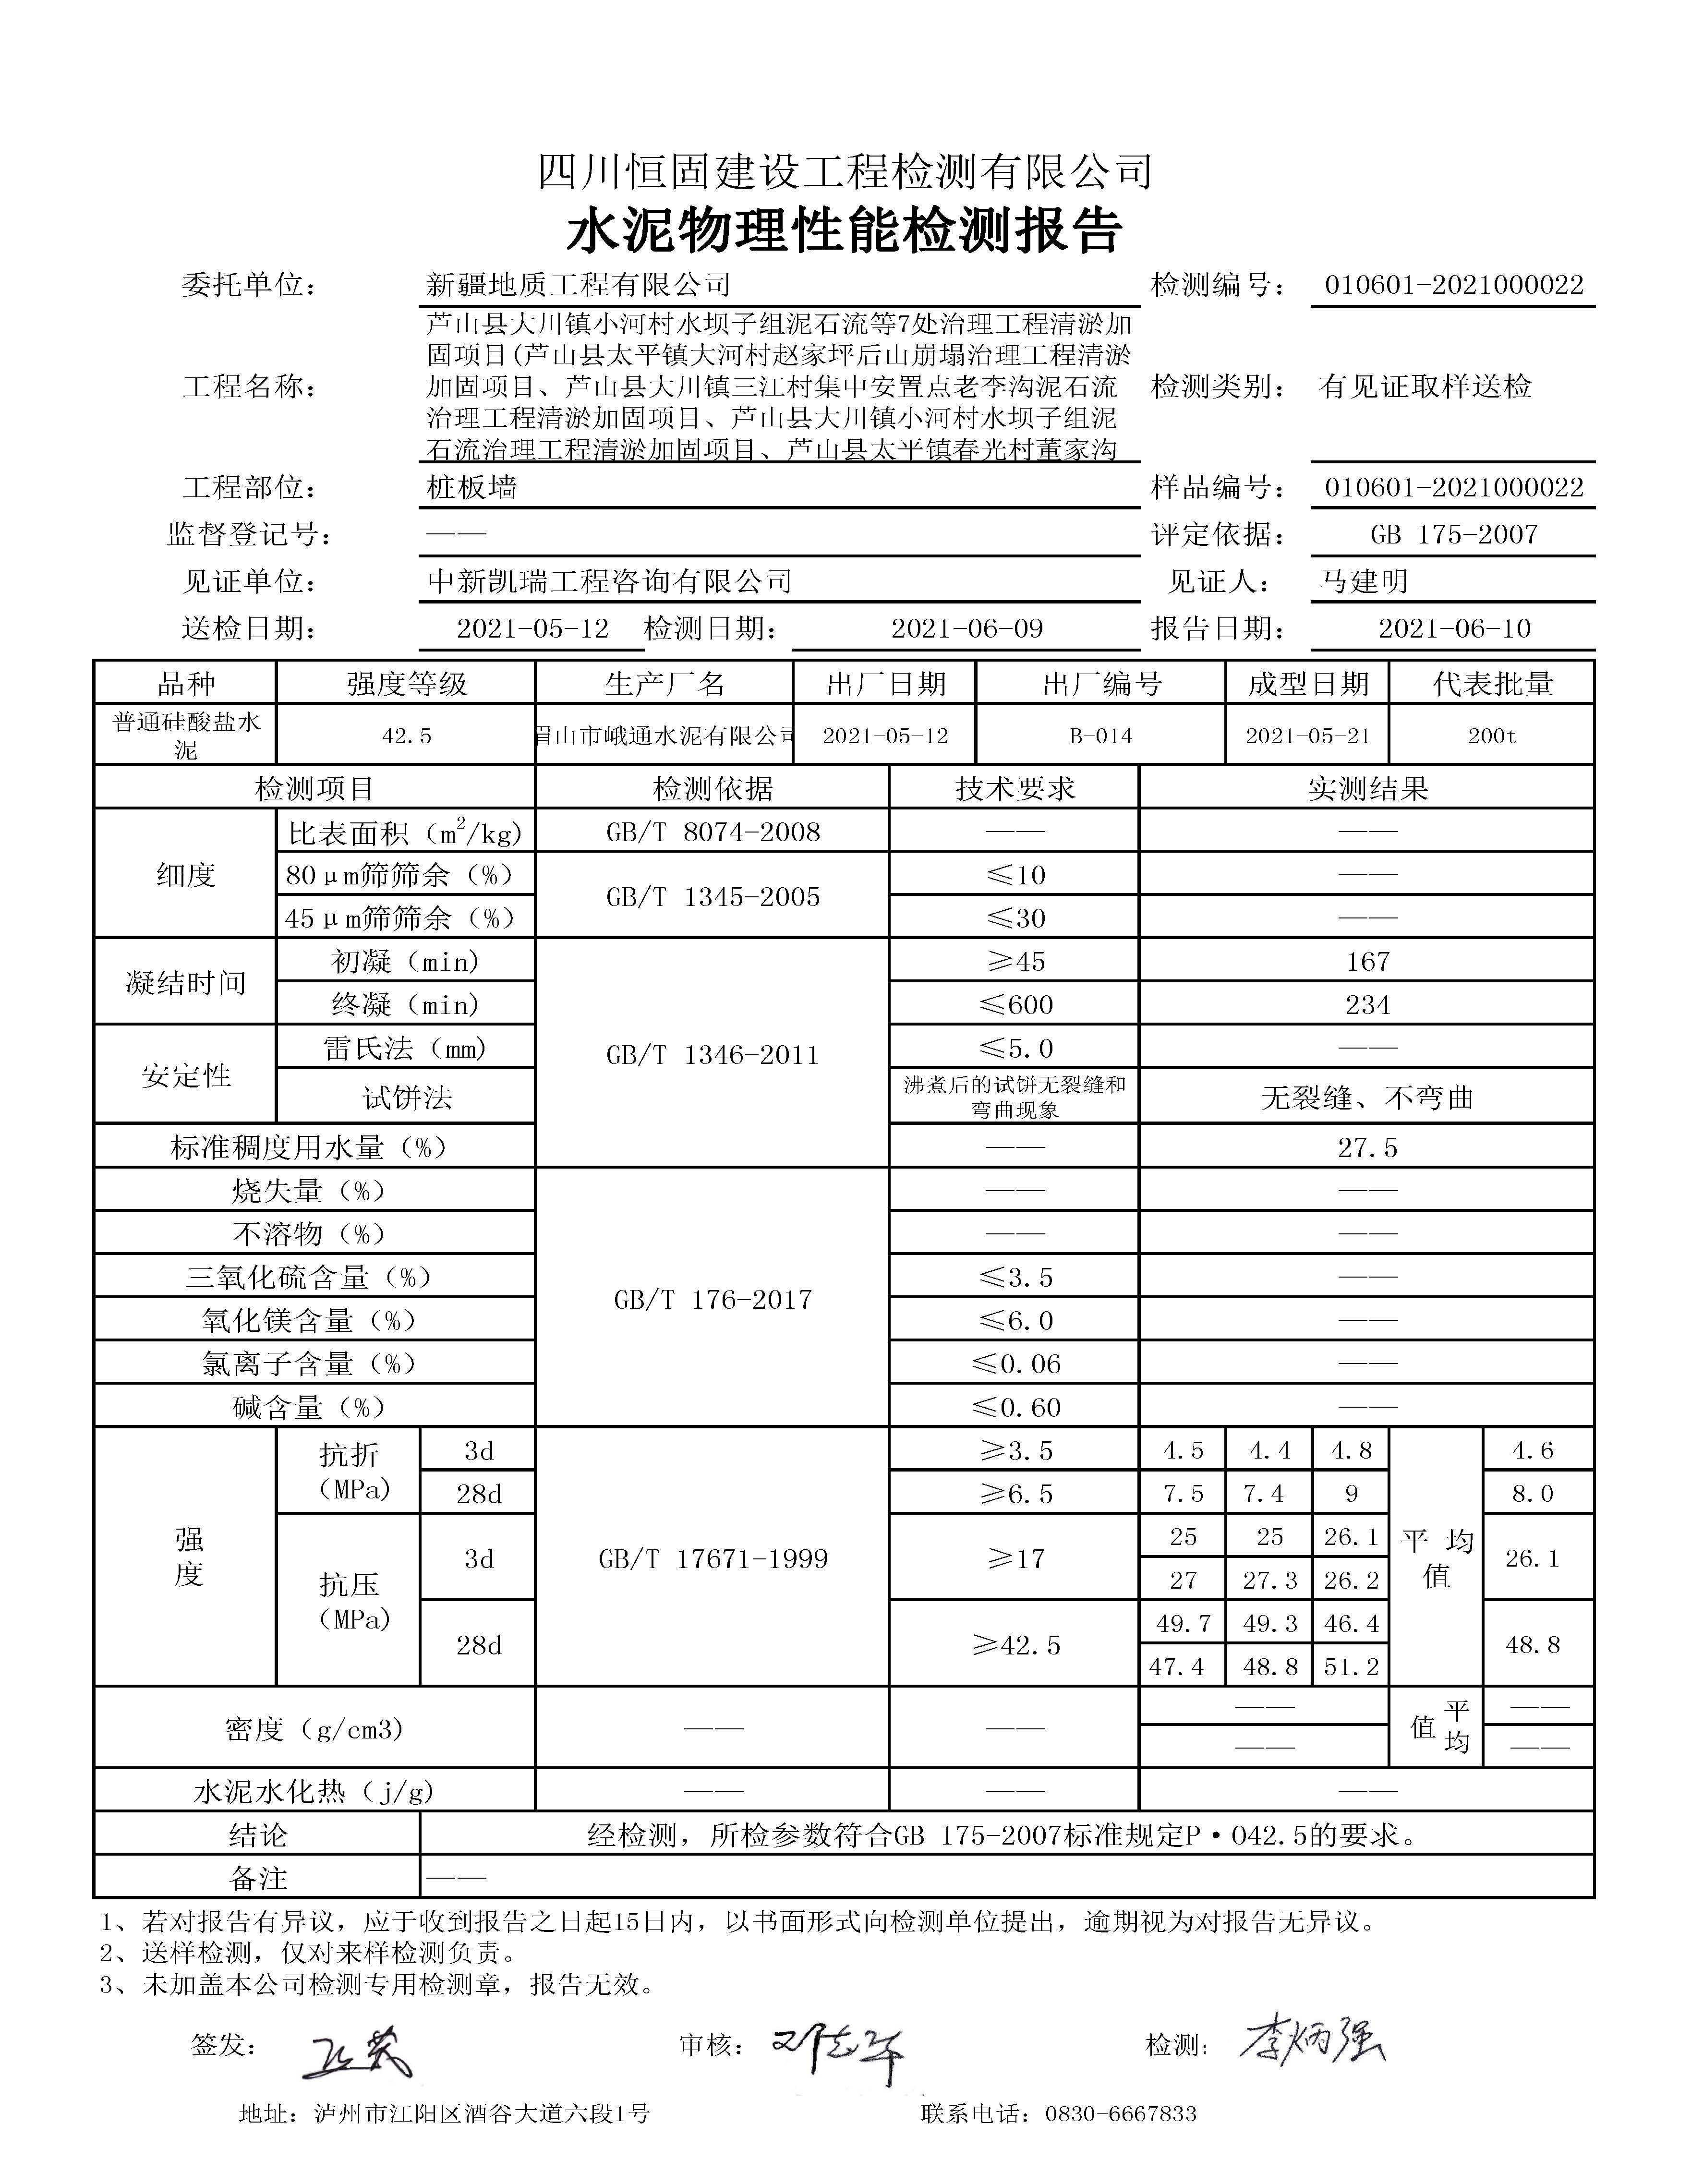 四川恒固建设工程检测有限公司
水泥物理性能检测报告
委托单位： 新疆地质工程有限公司 检测编号： 010601-2021000022
工程名称： 芦山县大川镇小河村水坝子组泥石流等7处治理工程清淤加
固项目(芦山县太平镇大河村赵家坪后山崩塌治理工程清淤
加固项目、芦山县大川镇三江村集中安置点老李沟泥石流 检测类别： 有见证取样送检
治理工程清淤加固项目、芦山县大川镇小河村水坝子组泥
石流治理工程清淤加固项目、芦山县太平镇春光村董家沟
工程部位： 桩板墙 样品编号： 010601-2021000022
监督登记号： —— 评定依据： GB 175-2007
见证单位： 中新凯瑞工程咨询有限公司 见证人： 马建明
送检日期： 2021-05-12 检测日期： 2021-06-09 报告日期： 2021-06-10
品种 强度等级 生产厂名 出厂日期 出厂编号 成型日期 代表批量
普通硅酸盐水
泥 42.5 眉山市峨通水泥有限公司 2021-05-12 B-014 2021-05-21 200t
检测项目 检测依据 技术要求 实测结果
细度 比表面积（m²/kg) GB/T 8074-2008 —— ——
80μm筛筛余（%） GB/T 1345-2005 ≤10 ——
45μm筛筛余（%） ≤30 ——
凝结时间 初凝（min) GB/T 1346-2011 ≥45 167
终凝（min) ≤600 234
安定性 雷氏法（mm) ≤5.0 ——
试饼法 沸煮后的试饼无裂缝和
弯曲现象 无裂缝、不弯曲
标准稠度用水量（%） —— 27.5
烧失量（%） GB/T 176-2017 —— ——
不溶物（%） —— ——
三氧化硫含量（%） ≤3.5 ——
氧化镁含量（%） ≤6.0 ——
氯离子含量（%） ≤0.06 ——
碱含量（%） ≤0.60 ——
强
度 抗折
（MPa) 3d GB/T 17671-1999 ≥3.5 4.5 4.4 4.8 平 均
值 4.6
28d ≥6.5 7.5 7.4 9 8.0
抗压
（MPa) 3d ≥17 25 25 26.1 26.1
27 27.3 26.2
28d ≥42.5 49.7 49.3 46.4 48.8
47.4 48.8 51.2
密度（g/cm3) —— —— —— 平
均
值 ——
—— ——
水泥水化热（j/g) —— —— ——
结论 经检测，所检参数符合GB 175-2007标准规定P·O42.5的要求。
备注 ——
1、若对报告有异议，应于收到报告之日起15日内，以书面形式向检测单位提出，逾期视为对报告无异议。
2、送样检测，仅对来样检测负责。
3、未加盖本公司检测专用检测章，报告无效。
签发： 审核： 检测： 李炳强
地址：泸州市江阳区酒谷大道六段1号 联系电话：0830-6667833